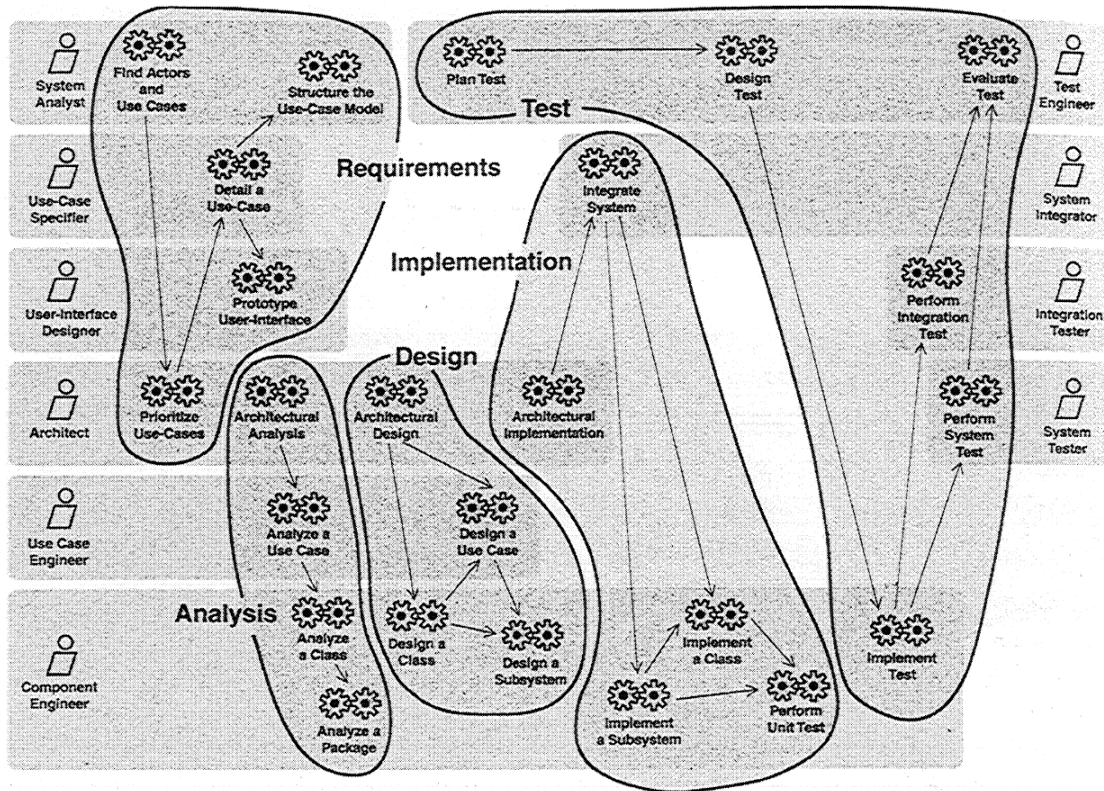 System
Analyst
Find Actors
and
Use Cases
Structure the
Use-Case Model
Plan Test
Design
Test
Evaluate
Test
Test
Engineer
Test
Use-Case
Specifier
Detail a
Use-Case
Requirements
Integrate
System
System
Integrator
User-Interface
Designer
Prototype
User-Interface
Implementation
Perform
Integration
Test
Integration
Tester
Design
Architect
Prioritize
Use-Cases
Architectural
Analysis
Architectural
Design
Architectural
Implementation
Perform
System
Test
System
Tester
Use Case
Engineer
Analyze a
Use Case
Design a
Use Case
Analysis
Component
Engineer
Analyze
a Class
Design a
Class
Design a
Subsystem
Implement
a Class
Implement
Test
Analyze a
Package
Implement
a Subsystem
Perform
Unit Test